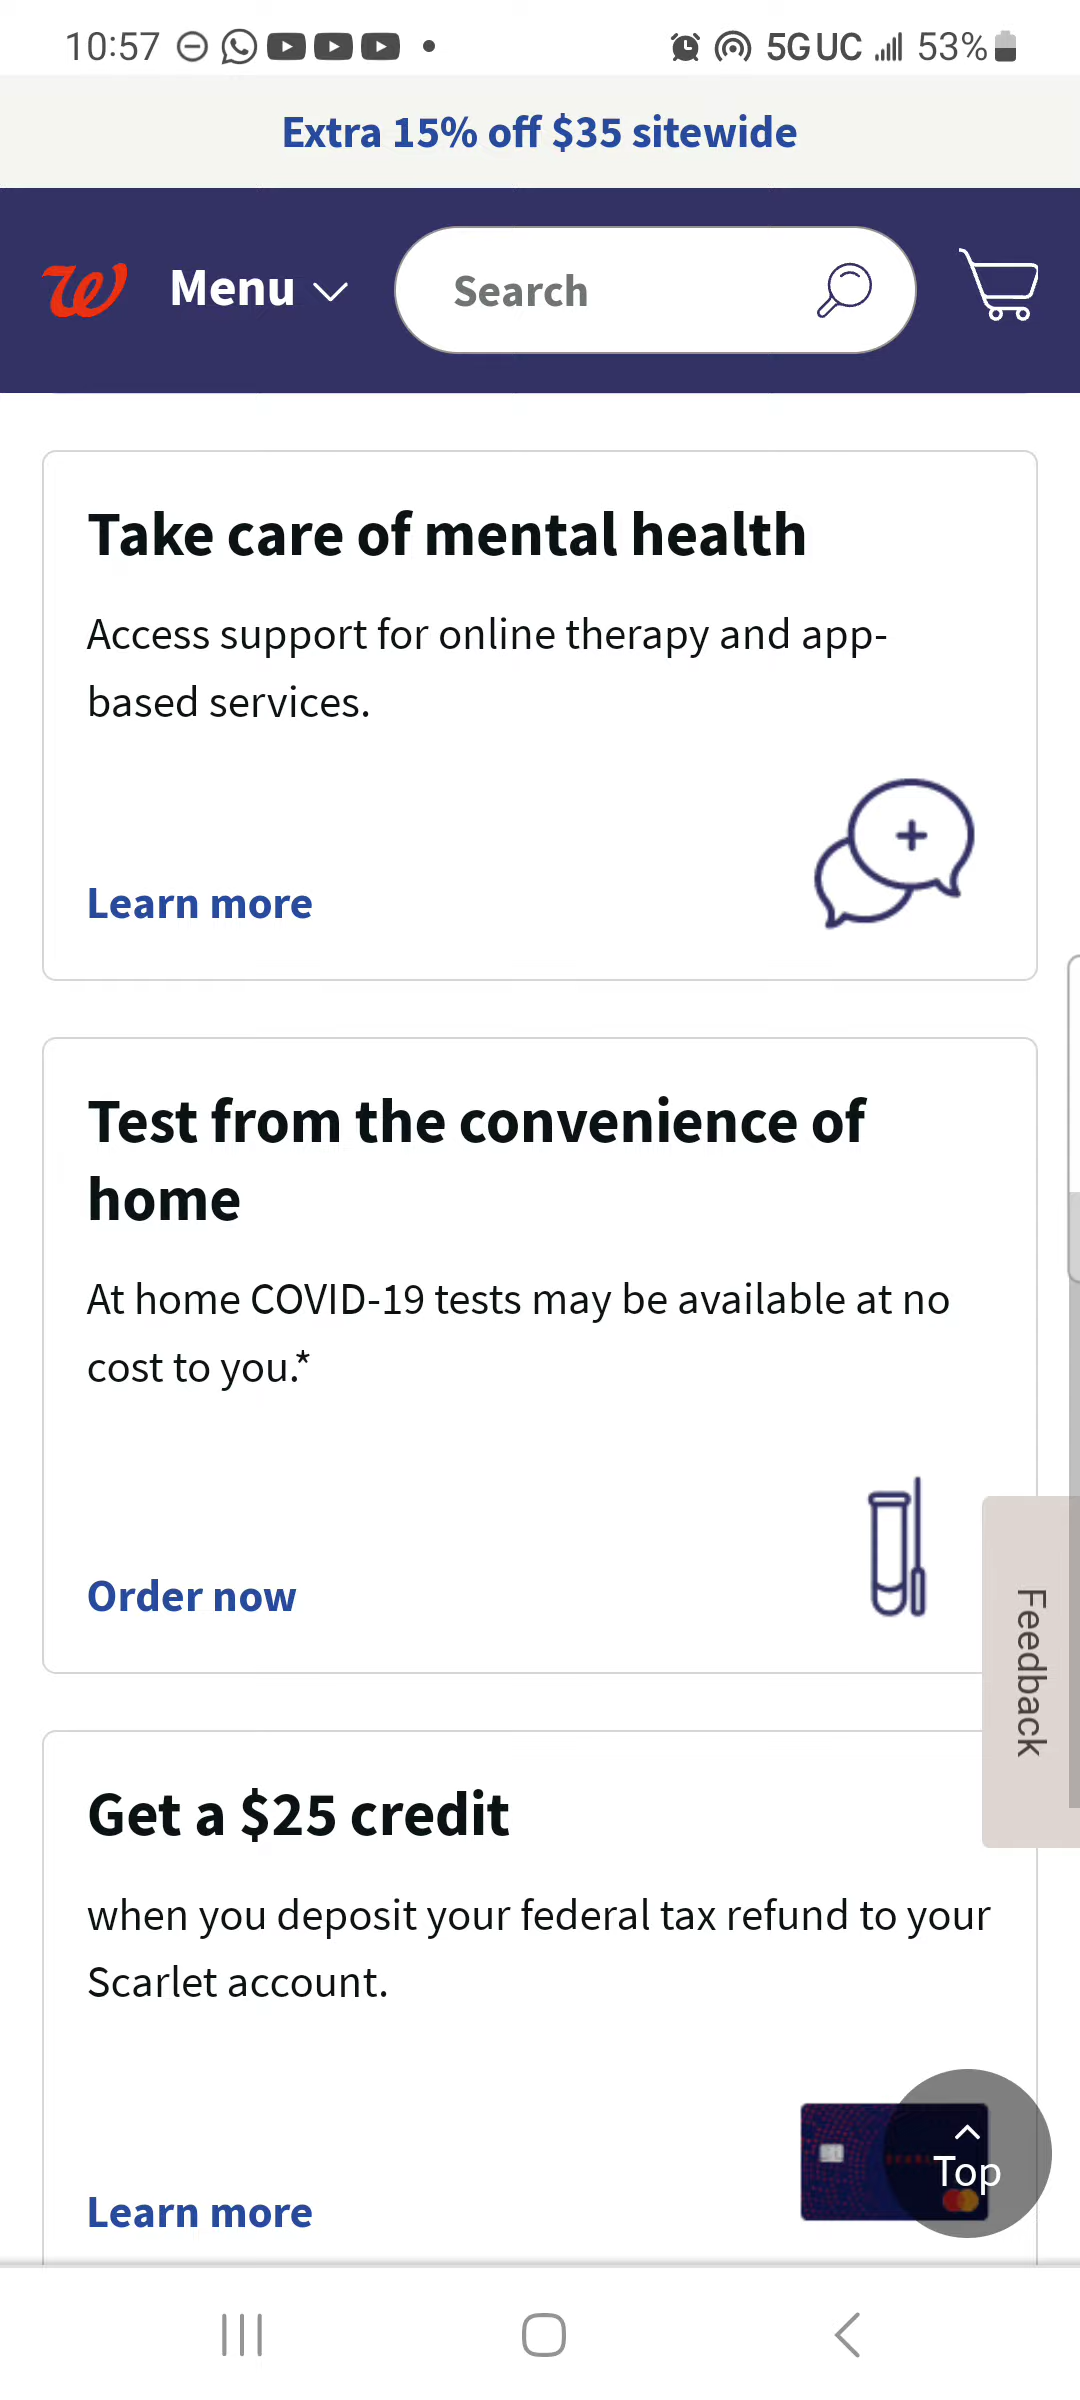 10:57 5G UC 53%
Extra 15% off $35 sitewide
W Menu Search
Take care of mental health
Access support for online therapy and app-
based services.
Learn more
Test from the convenience of
home
At home COVID-19 tests may be available at no
cost to you.*
Order now
Feedback
Get a $25 credit
when you deposit your federal tax refund to your
Scarlet account.
Top
Learn more